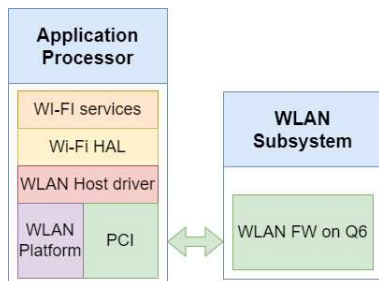 Application
Processor
WI-FI services
Wi-Fi HAL
WLAN Host driver
WLAN
Platform
PCI
WLAN
Subsystem
WLAN FW on Q6